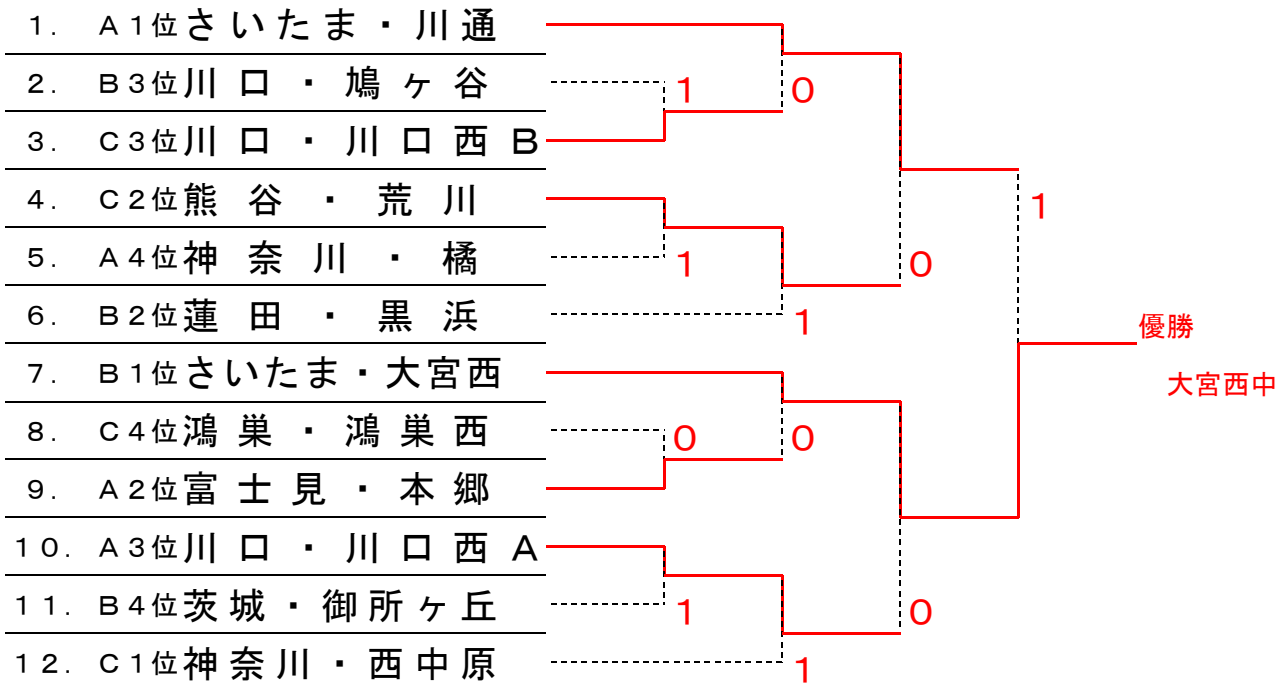 1. A1位さいたま・川通
2. B3位川口・鳩ヶ谷
1
0
3. C3位川口・川口西B
4. C2位熊谷・荒川
1
5. A4位神奈川・橘
1
0
6. B2位蓮田・黒浜
1
優勝
7. B1位さいたま・大宮西
大宮西中
8. C4位鴻巣・鴻巣西
0
0
9. A2位富士見・本郷
10. A3位川口・川口西A
11. B4位茨城・御所ヶ丘
1
0
12. C1位神奈川・西中原
1